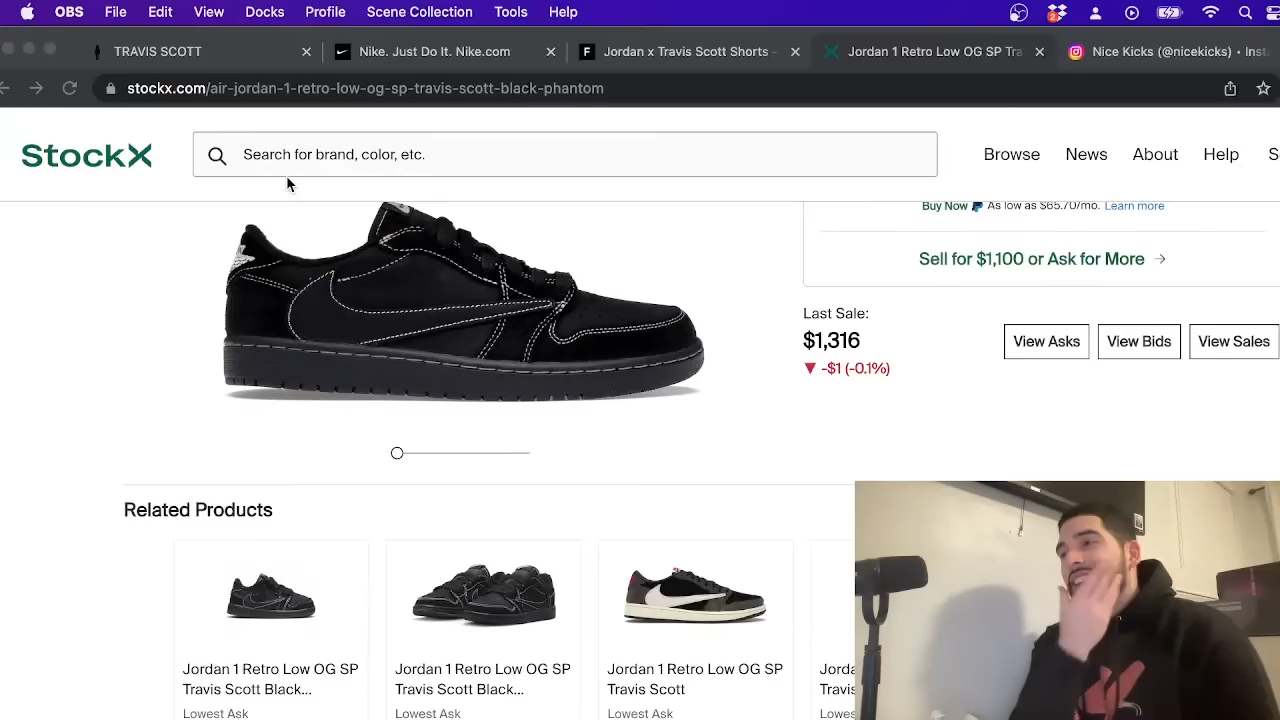 OBS File Edit View Docks Profile Scene Collection Tools Help
2
TRAVIS SCOTT
Nike. Just Do It. Nike.com
F Jordan x Travis Scott Shorts –
Jordan 1 Retro Low OG SP Tra
Nice Kicks (@nicekicks) • Inst
stockx.com/air-jordan-1-retro-low-og-sp-travis-scott-black-phantom
StockX
Search for brand, color, etc.
Browse News About Help S
Buy Now As low as $65.70/mo. Learn more
Sell for $1,100 or Ask for More →
Last Sale:
$1,316
▼ -$1 (-0.1%)
View Asks View Bids View Sales
Related Products
Jordan 1 Retro Low OG SP
Travis Scott Black...
Lowest Ask
Jordan 1 Retro Low OG SP
Travis Scott Black...
Lowest Ask
Jordan 1 Retro Low OG SP
Travis Scott
Lowest Ask
Jorda
Travis
Lowe